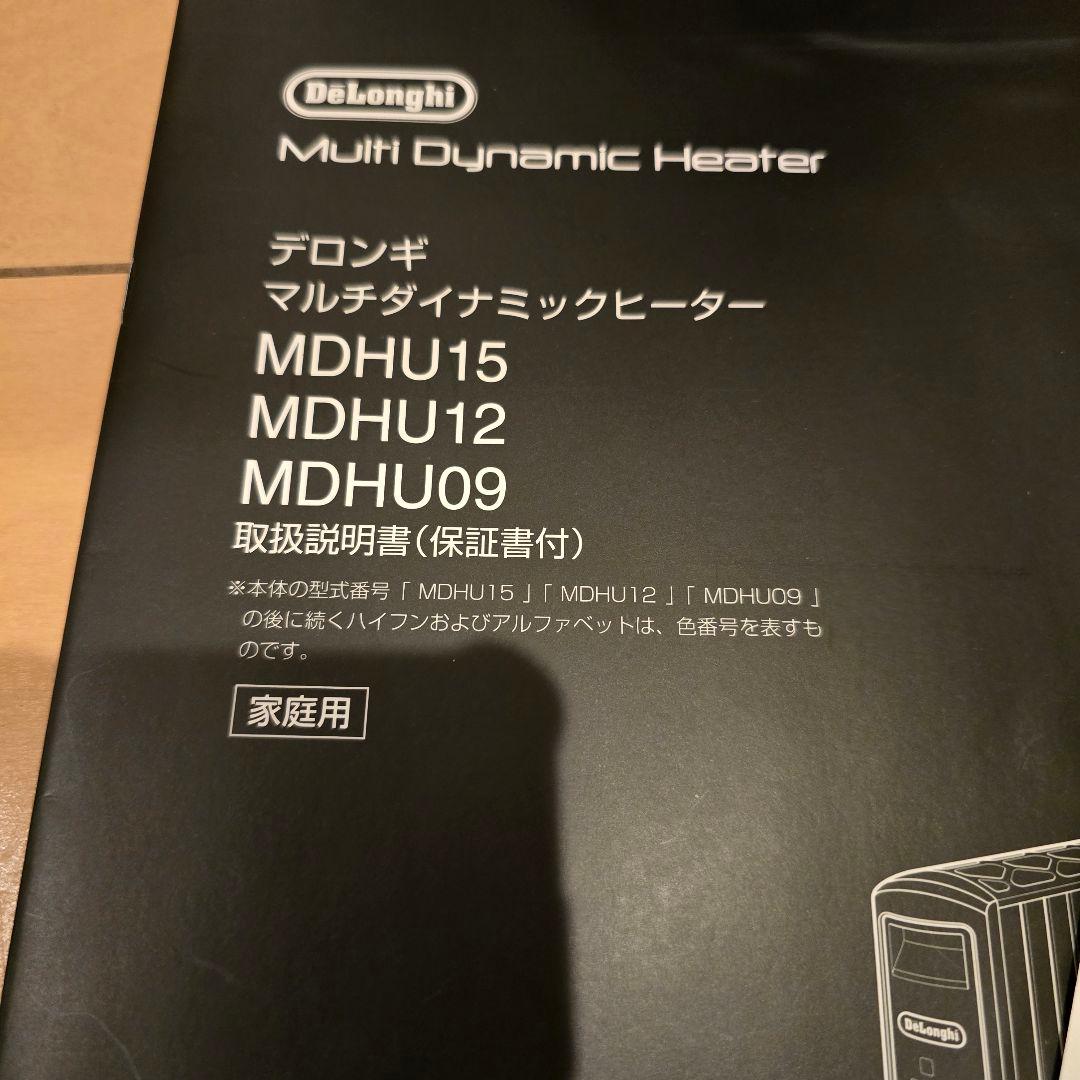 DeLonghi
Multi Dynamic Heater
デロンギ
マルチダイナミックヒーター
MDHU15
MDHU12
MDHU09
取扱説明書(保証書付)
※本体の型式番号「 MDHU15 」「 MDHU12 」「 MDHU09 」
の後に続くハイフンおよびアルファベットは、色番号を表すも
のです。
家庭用
DeLonghi